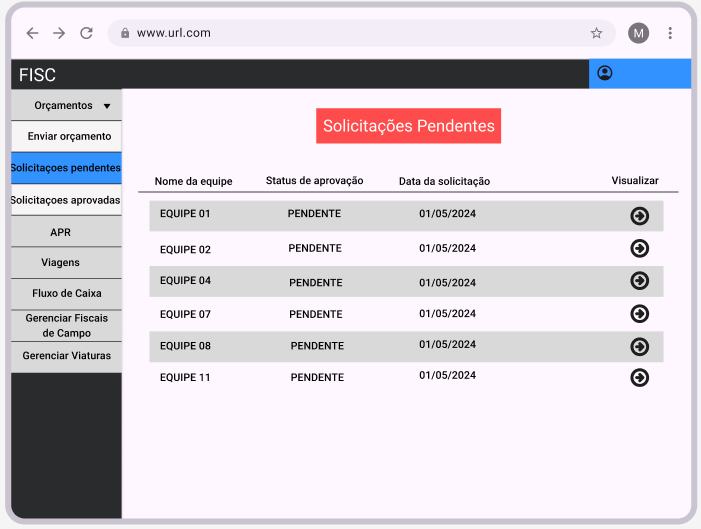 www.url.com
M
FISC
Orçamentos
Enviar orçamento
Solicitaçoes pendentes
Solicitaçoes aprovadas
APR
Viagens
Fluxo de Caixa
Gerenciar Fiscais
de Campo
Gerenciar Viaturas
Solicitações Pendentes
Nome da equipe Status de aprovação Data da solicitação Visualizar
EQUIPE 01 PENDENTE 01/05/2024
EQUIPE 02 PENDENTE 01/05/2024
EQUIPE 04 PENDENTE 01/05/2024
EQUIPE 07 PENDENTE 01/05/2024
EQUIPE 08 PENDENTE 01/05/2024
EQUIPE 11 PENDENTE 01/05/2024